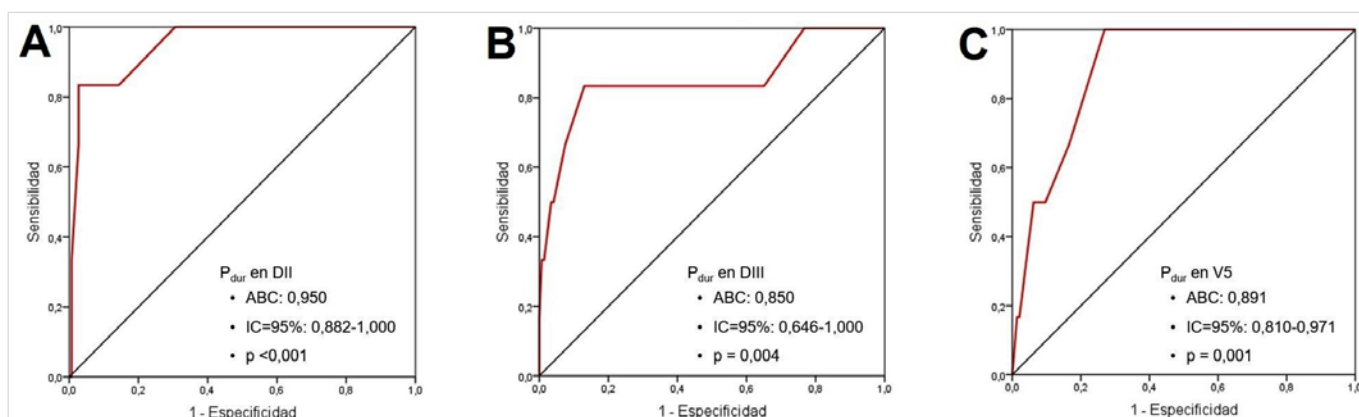 A
1,0
0,8
0,6
0,4
0,2
0,0
Sensibilidad
P_dur en DII
• ABC: 0,950
• IC=95%: 0,882-1,000
• p <0,001
0,0 0,2 0,4 0,6 0,8 1,0
1 - Especificidad
B
1,0
0,8
0,6
0,4
0,2
0,0
Sensibilidad
P_dur en DIII
• ABC: 0,850
• IC=95%: 0,646-1,000
• p = 0,004
0,0 0,2 0,4 0,6 0,8 1,0
1 - Especificidad
C
1,0
0,8
0,6
0,4
0,2
0,0
Sensibilidad
P_dur en V5
• ABC: 0,891
• IC=95%: 0,810-0,971
• p = 0,001
0,0 0,2 0,4 0,6 0,8 1,0
1 - Especificidad